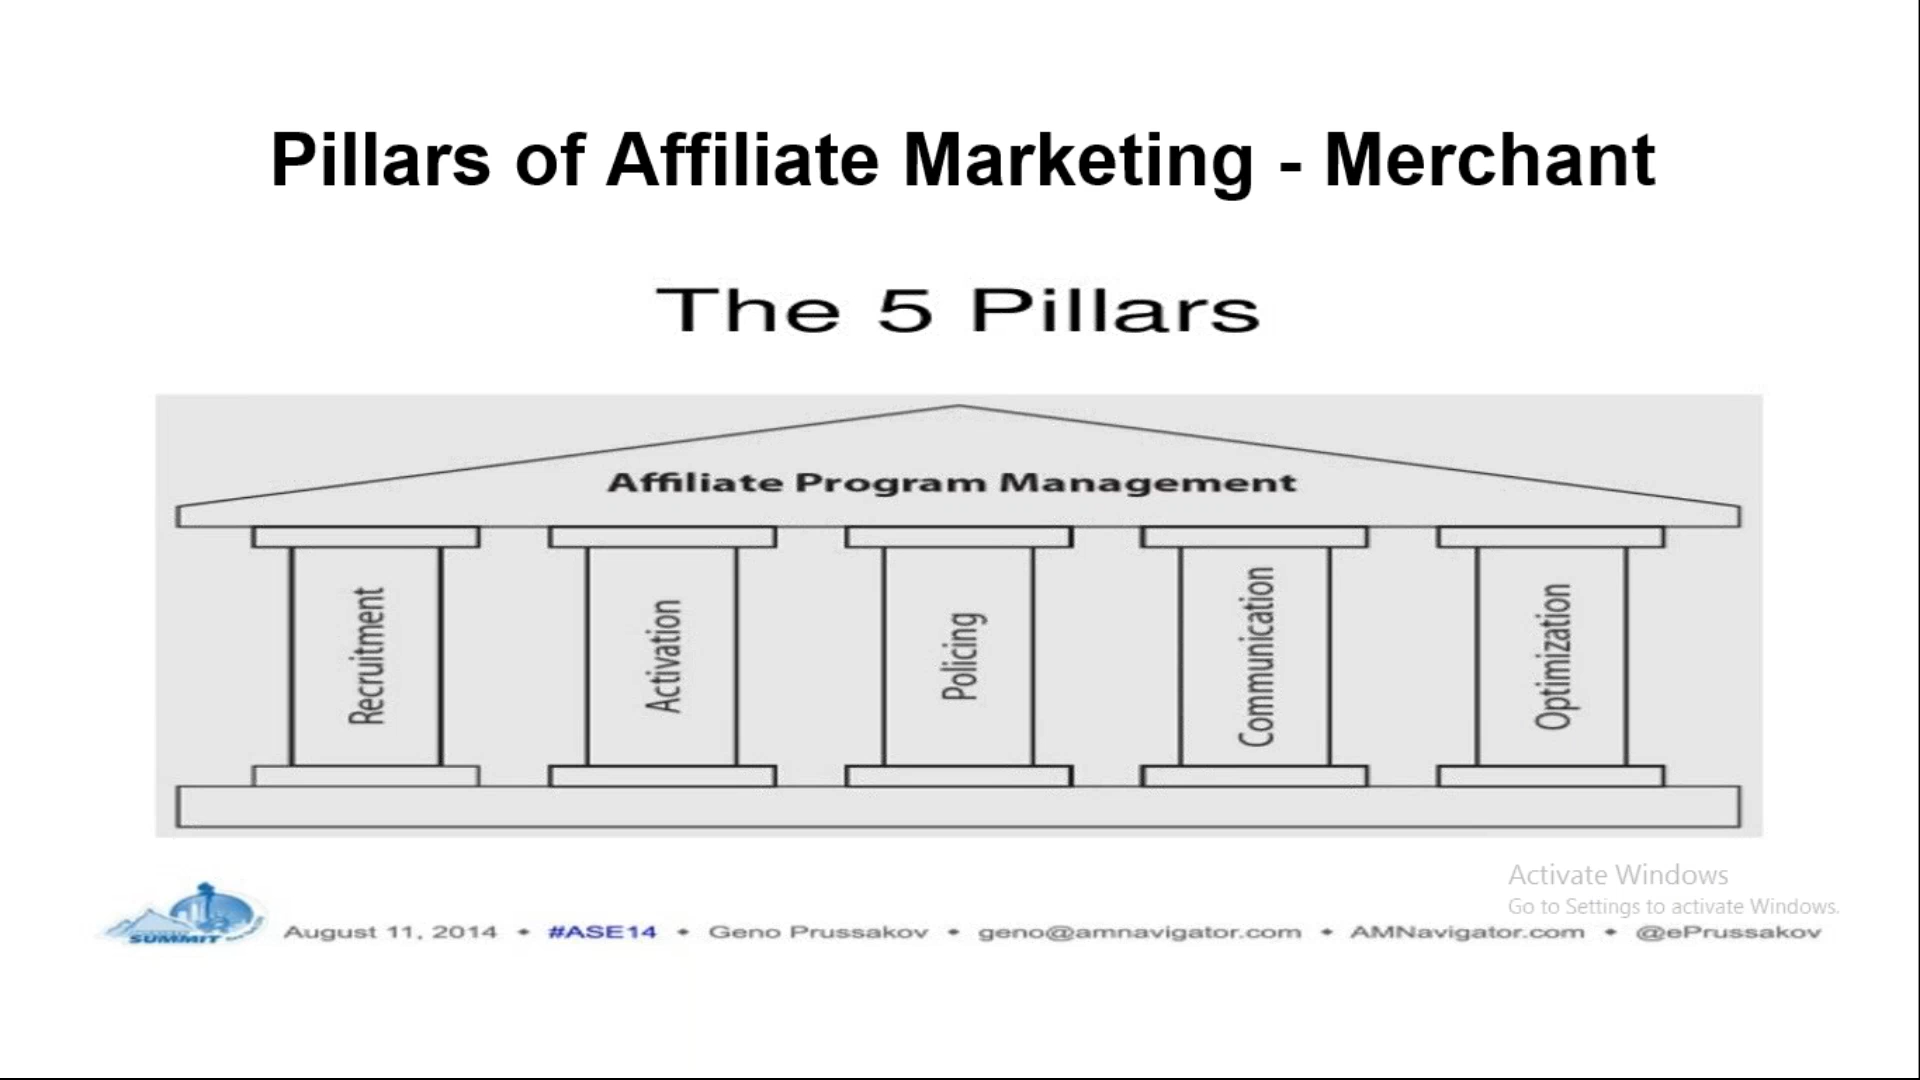 Pillars of Affiliate Marketing - Merchant
The 5 Pillars
Affiliate Program Management
Recruitment
Activation
Policing
Communication
Optimization
Activate Windows
Go to Settings to activate Windows.
SUMMIT
August 11, 2014 • #ASE14 • Geno Prussakov • geno@amnavigator.com • AMNavigator.com • @ePrussakov